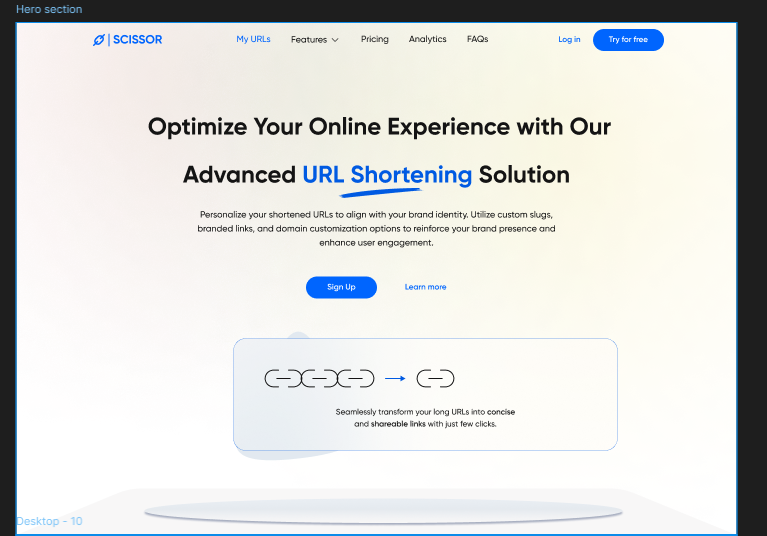 Hero section
SCISSOR
My URLs
Features
Pricing
Analytics
FAQs
Log in
Try for free
Optimize Your Online Experience with Our
Advanced URL Shortening Solution
Personalize your shortened URLs to align with your brand identity. Utilize custom slugs,
branded links, and domain customization options to reinforce your brand presence and
enhance user engagement.
Sign Up
Learn more
Seamlessly transform your long URLs into concise
and shareable links with just few clicks.
Desktop - 10